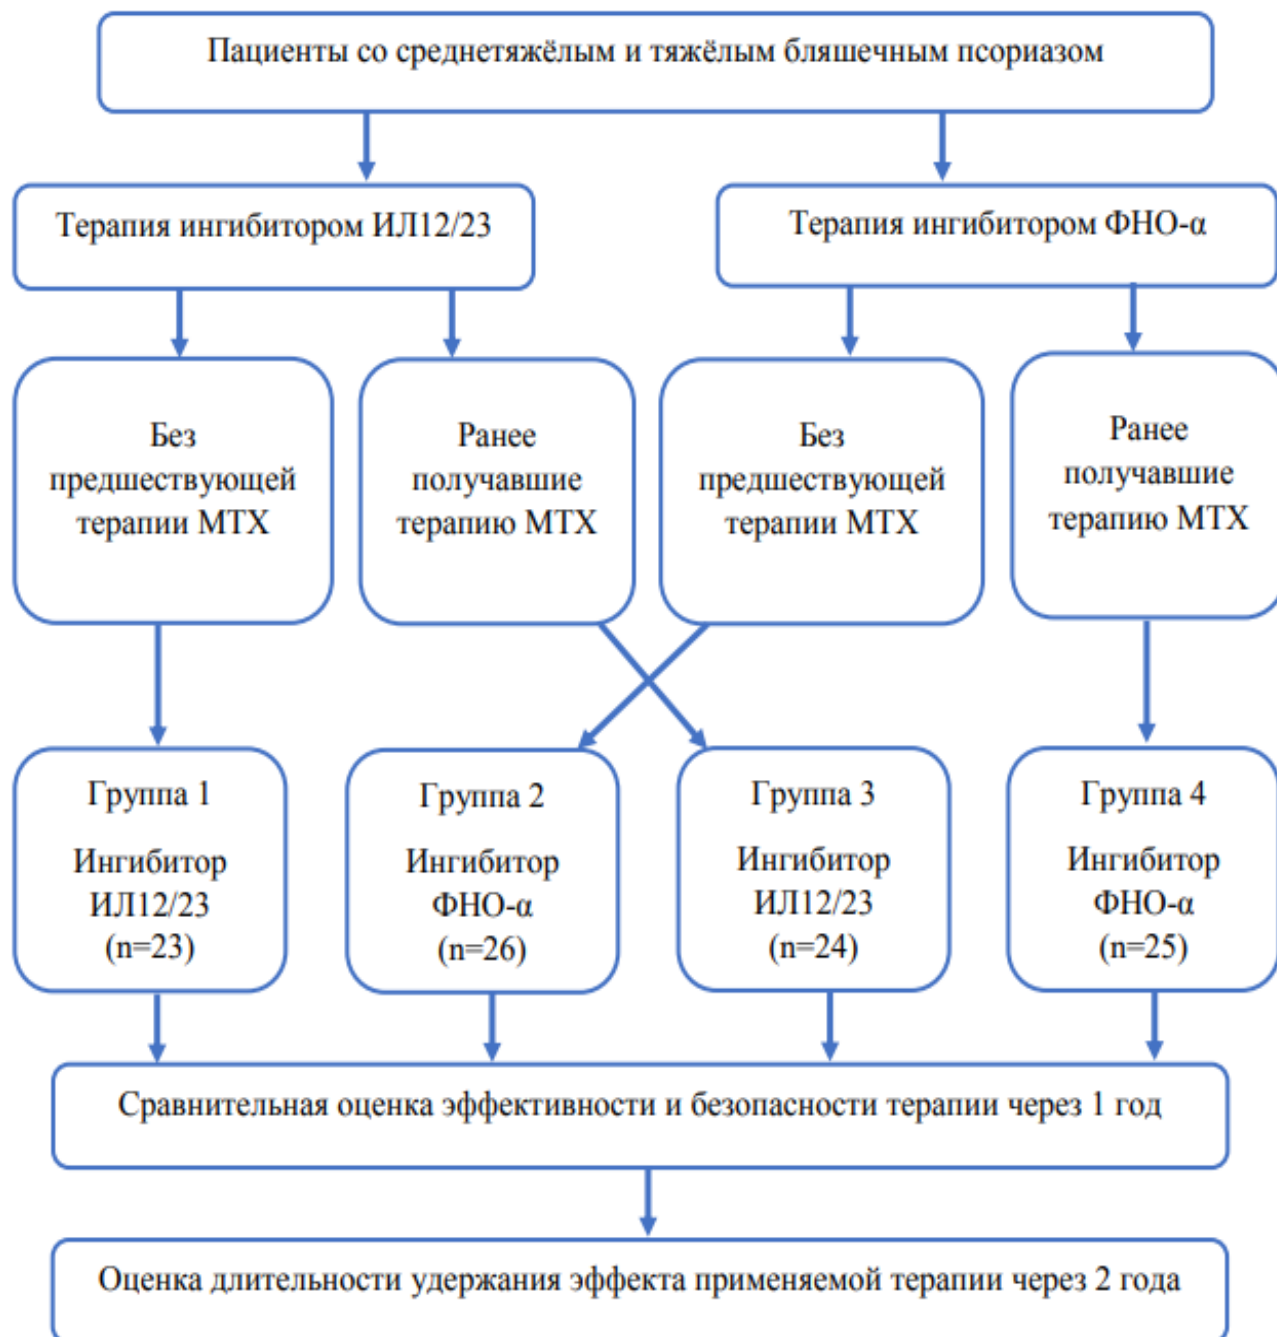 Пациенты со среднетяжёлым и тяжёлым бляшечным псориазом
Терапия ингибитором ИЛ12/23
Терапия ингибитором ФНО-α
Без
предшествующей
терапии МТХ
Ранее
получавшие
терапию МТХ
Без
предшествующей
терапии МТХ
Ранее
получавшие
терапию МТХ
Группа 1
Ингибитор
ИЛ12/23
(n=23)
Группа 2
Ингибитор
ФНО-α
(n=26)
Группа 3
Ингибитор
ИЛ12/23
(n=24)
Группа 4
Ингибитор
ФНО-α
(n=25)
Сравнительная оценка эффективности и безопасности терапии через 1 год
Оценка длительности удержания эффекта применяемой терапии через 2 года